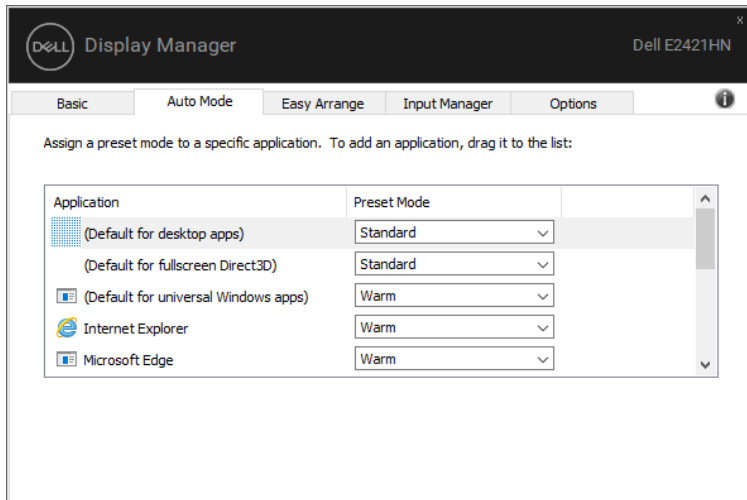 x
DELL Display Manager Dell E2421HN
Basic Auto Mode Easy Arrange Input Manager Options
Assign a preset mode to a specific application. To add an application, drag it to the list:
Application Preset Mode
(Default for desktop apps) Standard
(Default for fullscreen Direct3D) Standard
(Default for universal Windows apps) Warm
Internet Explorer Warm
Microsoft Edge Warm